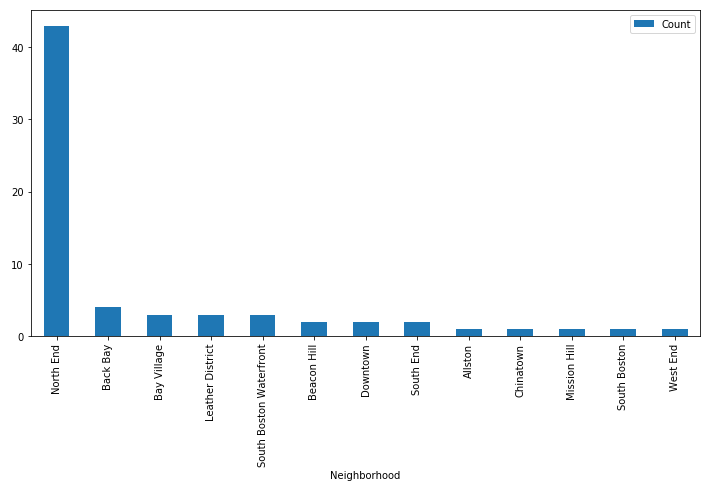 Count
40
30
20
10
0
North End
Back Bay
Bay Village
Leather District
South Boston Waterfront
Beacon Hill
Downtown
South End
Allston
Chinatown
Mission Hill
South Boston
West End
Neighborhood